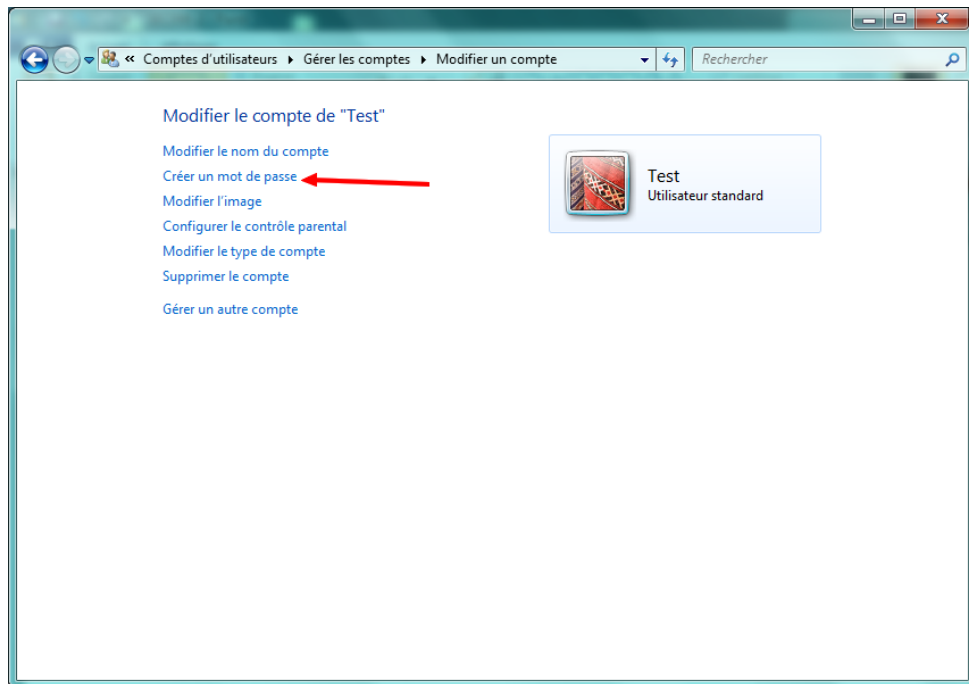 « Comptes d'utilisateurs ▸ Gérer les comptes ▸ Modifier un compte Rechercher
Modifier le compte de "Test"
Modifier le nom du compte
Créer un mot de passe
Modifier l'image
Configurer le contrôle parental
Modifier le type de compte
Supprimer le compte
Gérer un autre compte
Test
Utilisateur standard